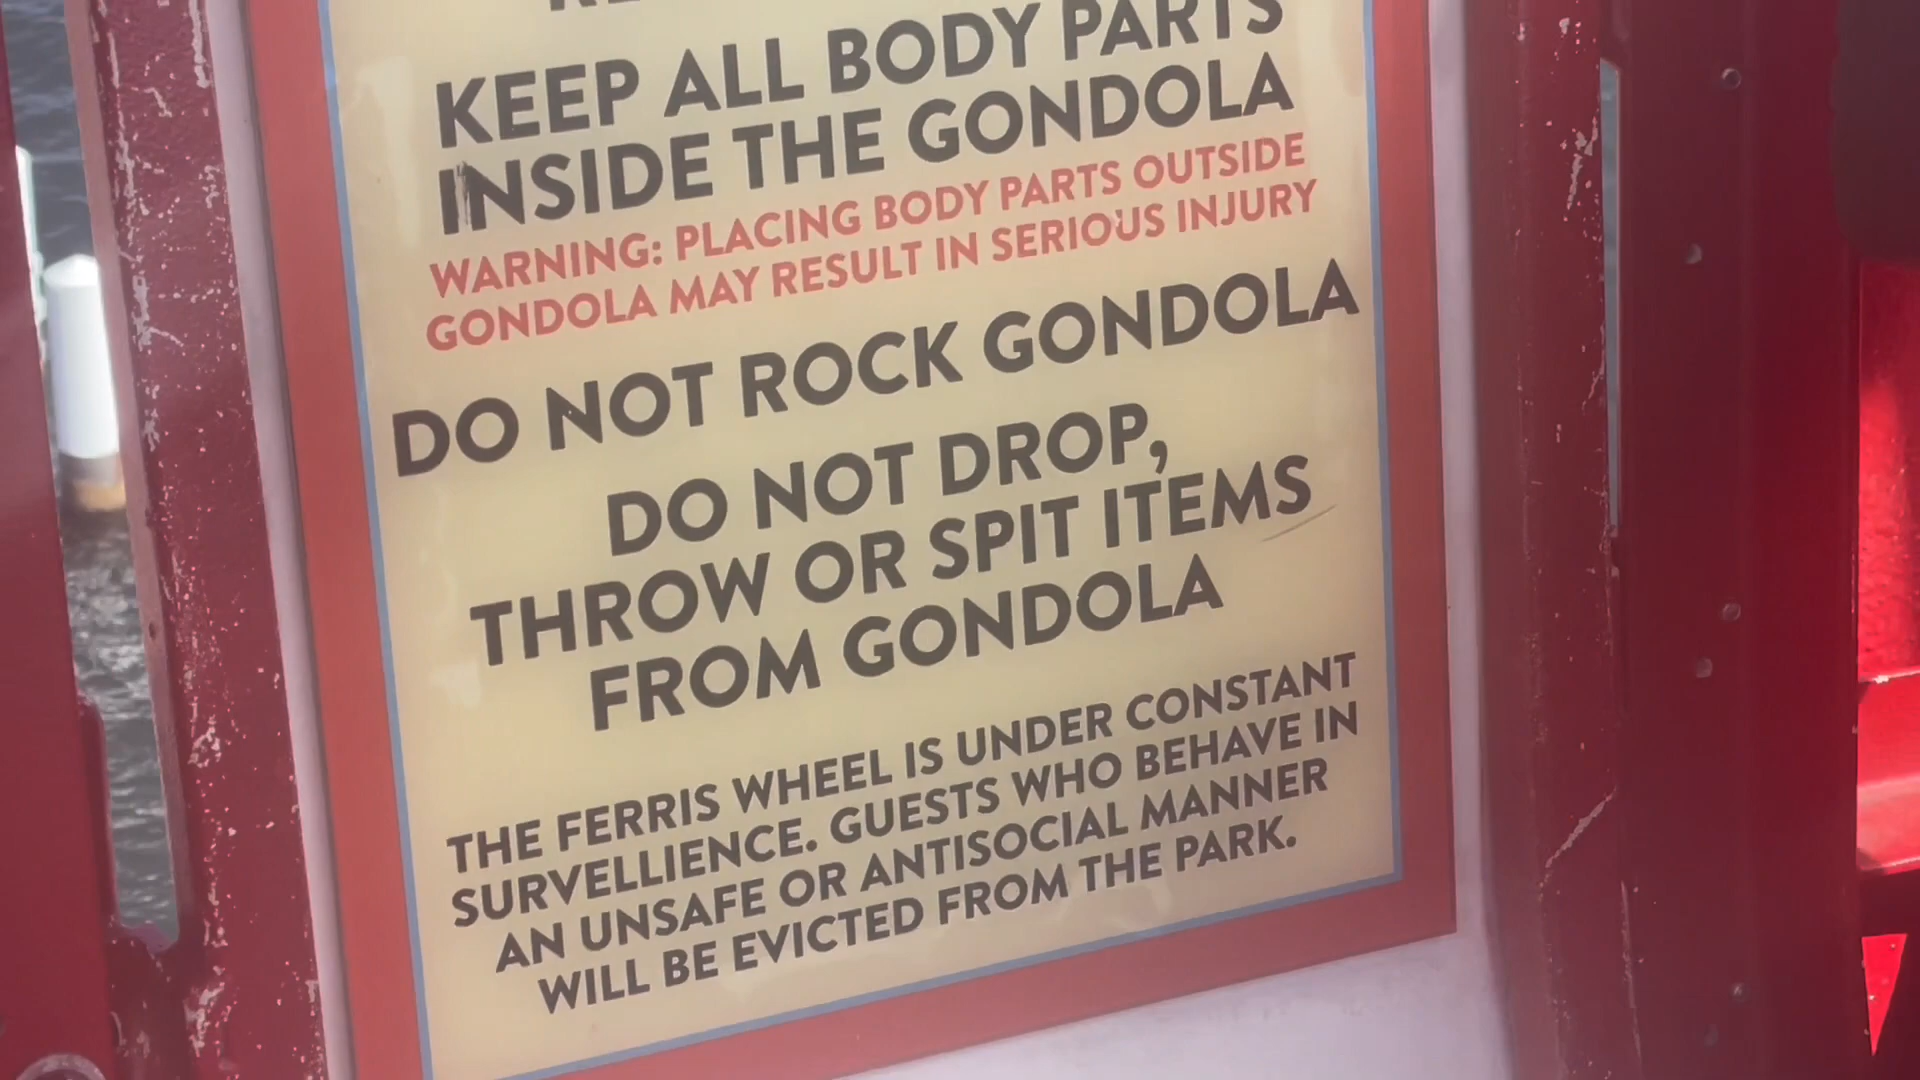 KEEP ALL BODY PARTS
INSIDE THE GONDOLA
WARNING: PLACING BODY PARTS OUTSIDE
GONDOLA MAY RESULT IN SERIOUS INJURY
DO NOT ROCK GONDOLA
DO NOT DROP,
THROW OR SPIT ITEMS
FROM GONDOLA
THE FERRIS WHEEL IS UNDER CONSTANT
SURVELLIENCE. GUESTS WHO BEHAVE IN
AN UNSAFE OR ANTISOCIAL MANNER
WILL BE EVICTED FROM THE PARK.